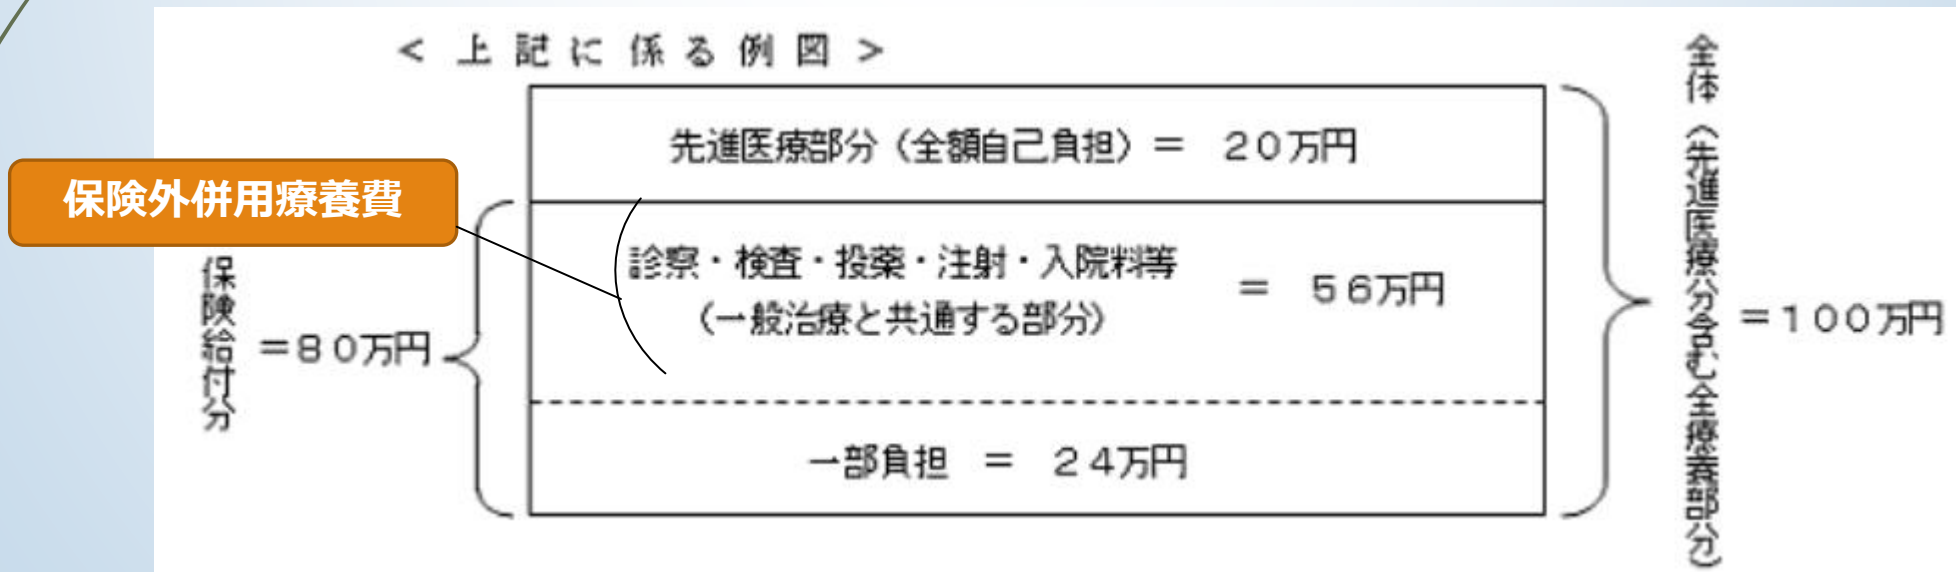 ＜上記に係る例図＞
先進医療部分（全額自己負担）＝　２０万円
保険外併用療養費
診察・検査・投薬・注射・入院料等
（一般治療と共通する部分）
＝　５６万円
保険給付分
＝８０万円
一部負担　＝　２４万円
全体（先進医療分含む全療養部分）
＝１００万円